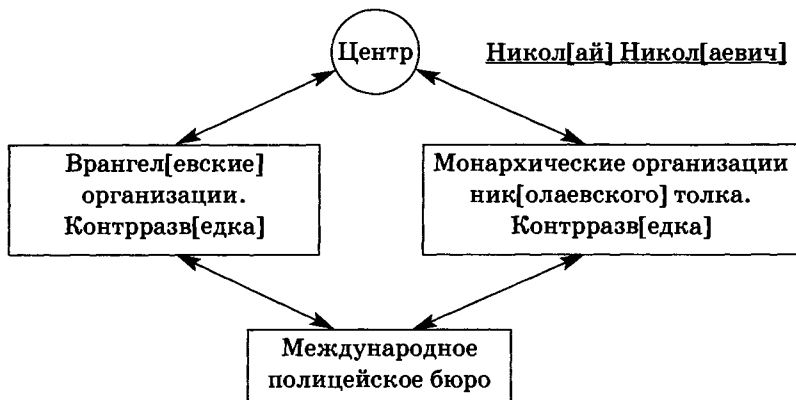 Центр
Никол[ай] Никол[аевич]
Врангел[евские]
организации.
Контрразв[едка]
Монархические организации
ник[олаевского] толка.
Контрразв[едка]
Международное
полицейское бюро